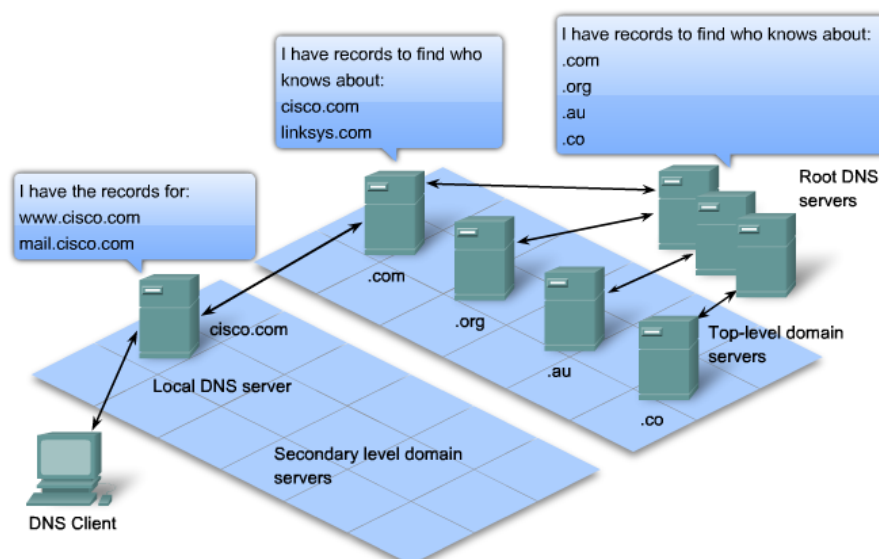 I have records to find who
knows about:
cisco.com
linksys.com
I have records to find who knows about:
.com
.org
.au
.co
I have the records for:
www.cisco.com
mail.cisco.com
Root DNS
servers
.com
.org
.au
.co
Top-level domain
servers
cisco.com
Local DNS server
Secondary level domain
servers
DNS Client